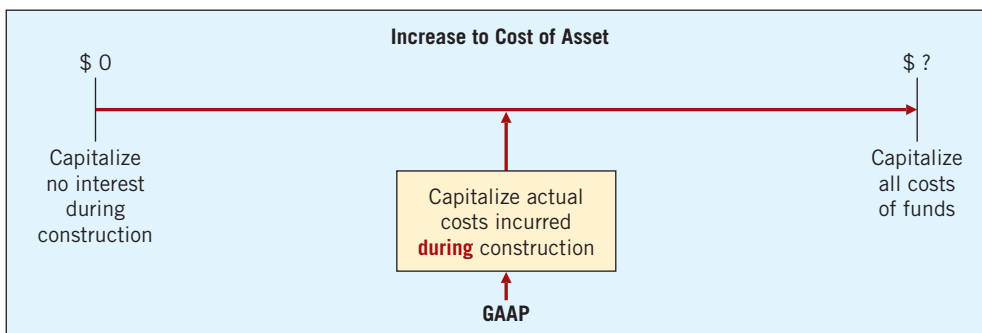 Increase to Cost of Asset
$ 0
$ ?
Capitalize
no interest
during
construction
Capitalize actual
costs incurred
during construction
Capitalize
all costs
of funds
GAAP